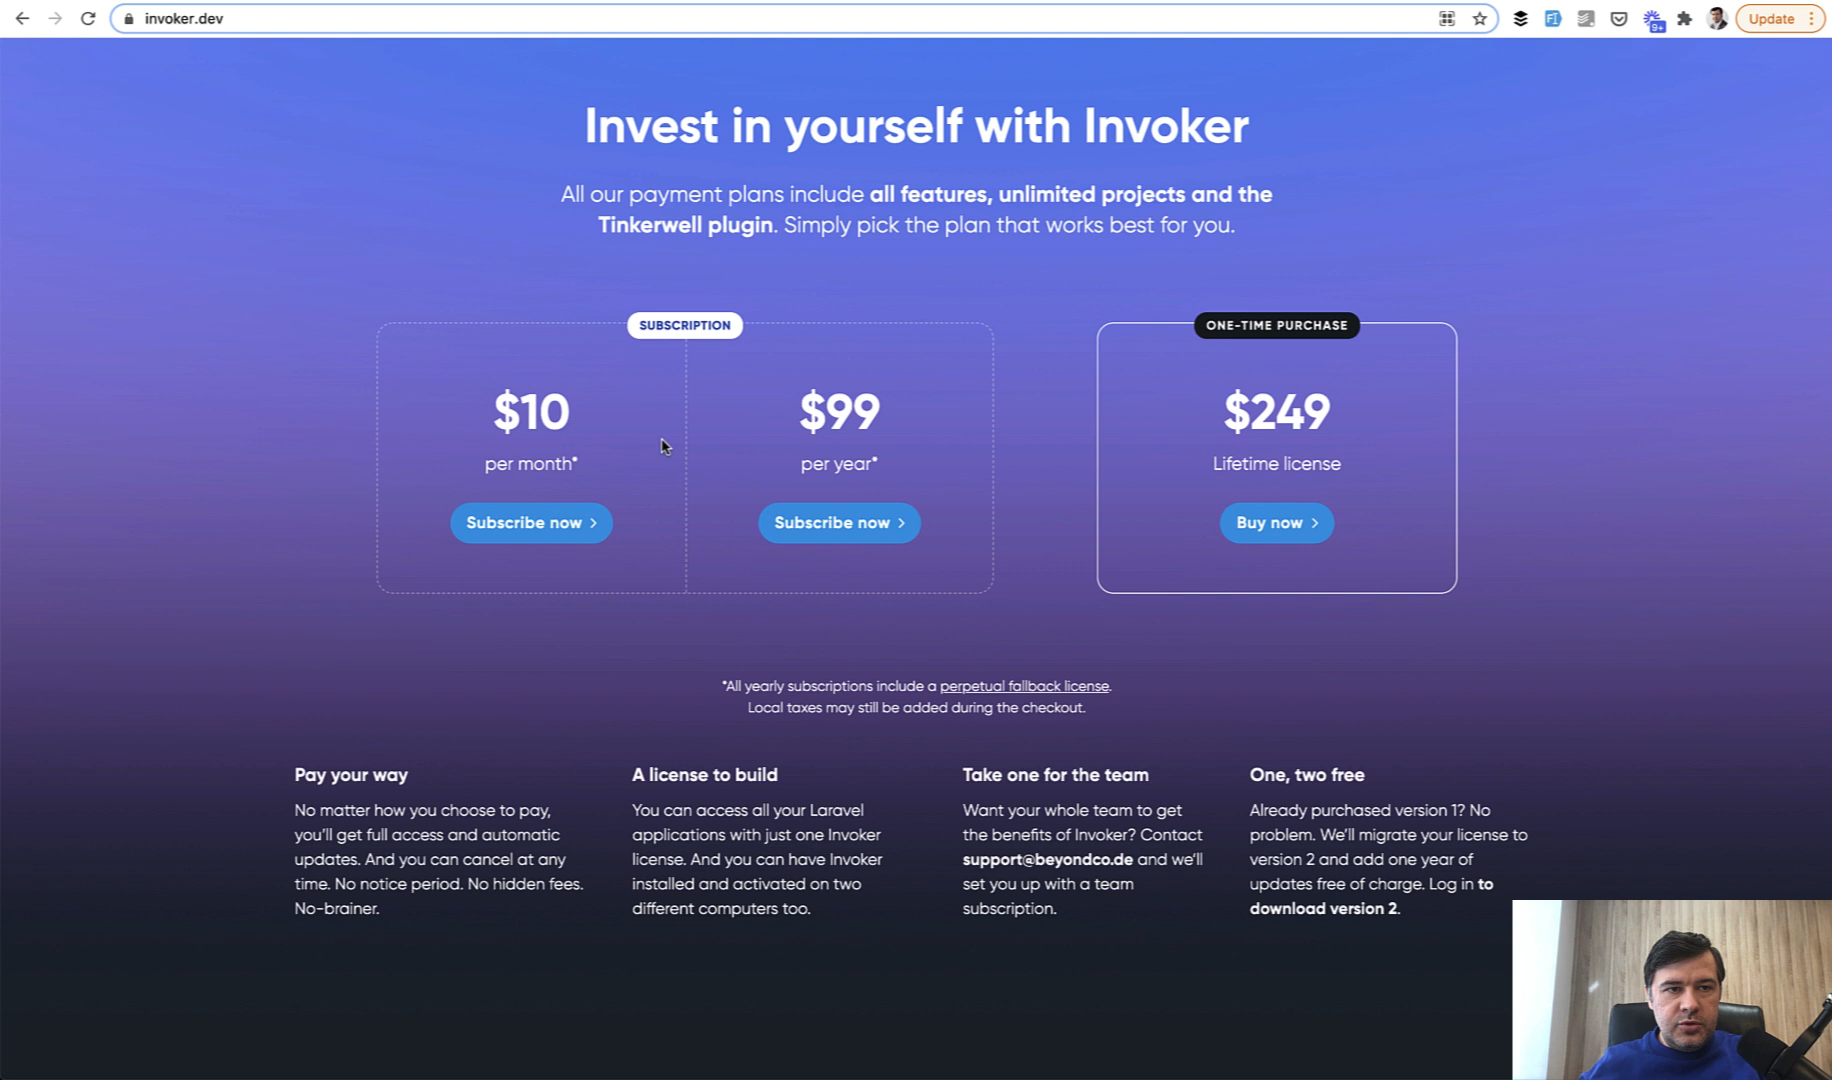 invoker.dev
Update
9+
Invest in yourself with Invoker
All our payment plans include all features, unlimited projects and the
Tinkerwell plugin. Simply pick the plan that works best for you.
SUBSCRIPTION
ONE-TIME PURCHASE
$10
$99
$249
per month*
per year*
Lifetime license
Subscribe now
Subscribe now
Buy now
*All yearly subscriptions include a perpetual fallback license.
Local taxes may still be added during the checkout.
Pay your way
No matter how you choose to pay,
you'll get full access and automatic
updates. And you can cancel at any
time. No notice period. No hidden fees.
No-brainer.
A license to build
You can access all your Laravel
applications with just one Invoker
license. And you can have Invoker
installed and activated on two
different computers too.
Take one for the team
Want your whole team to get
the benefits of Invoker? Contact
support@beyondco.de and we'll
set you up with a team
subscription.
One, two free
Already purchased version 1? No
problem. We'll migrate your license to
version 2 and add one year of
updates free of charge. Log in to
download version 2.